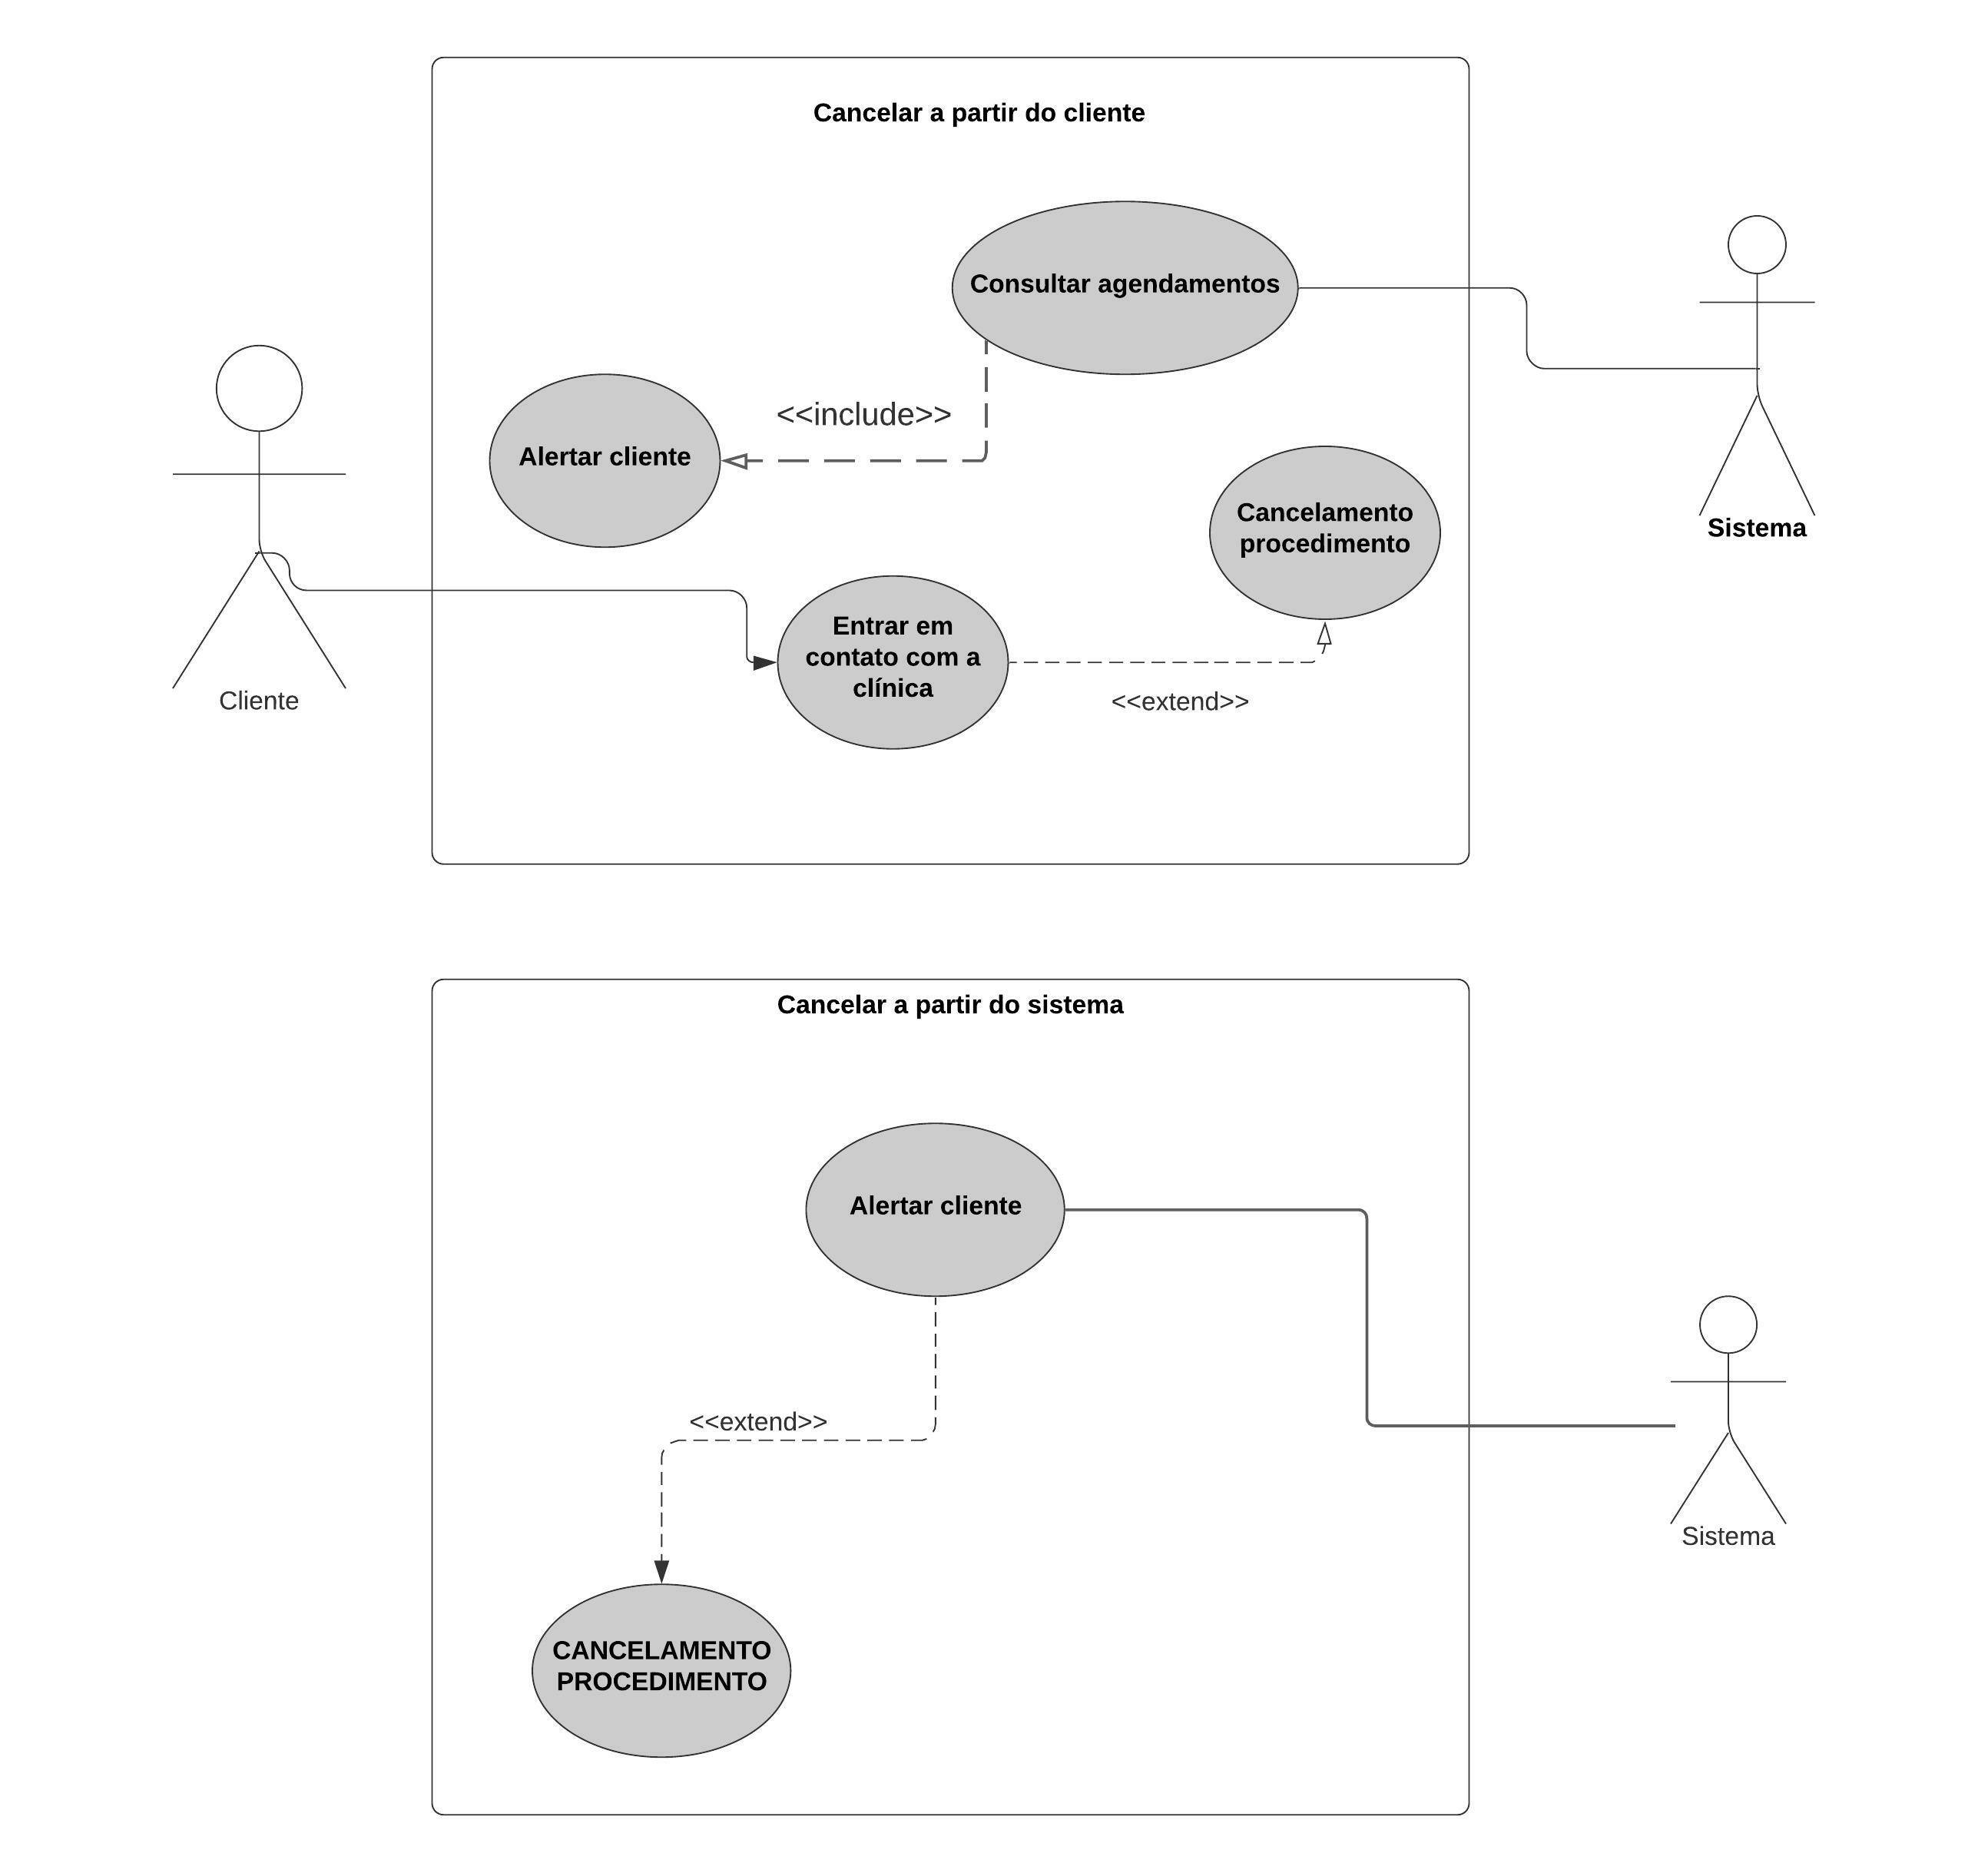 Cancelar a partir do cliente
Consultar agendamentos
<<include>>
Alertar cliente
Cancelamento
procedimento
Sistema
Entrar em
contato com a
clínica
<<extend>>
Cliente
Cancelar a partir do sistema
Alertar cliente
<<extend>>
Sistema
CANCELAMENTO
PROCEDIMENTO